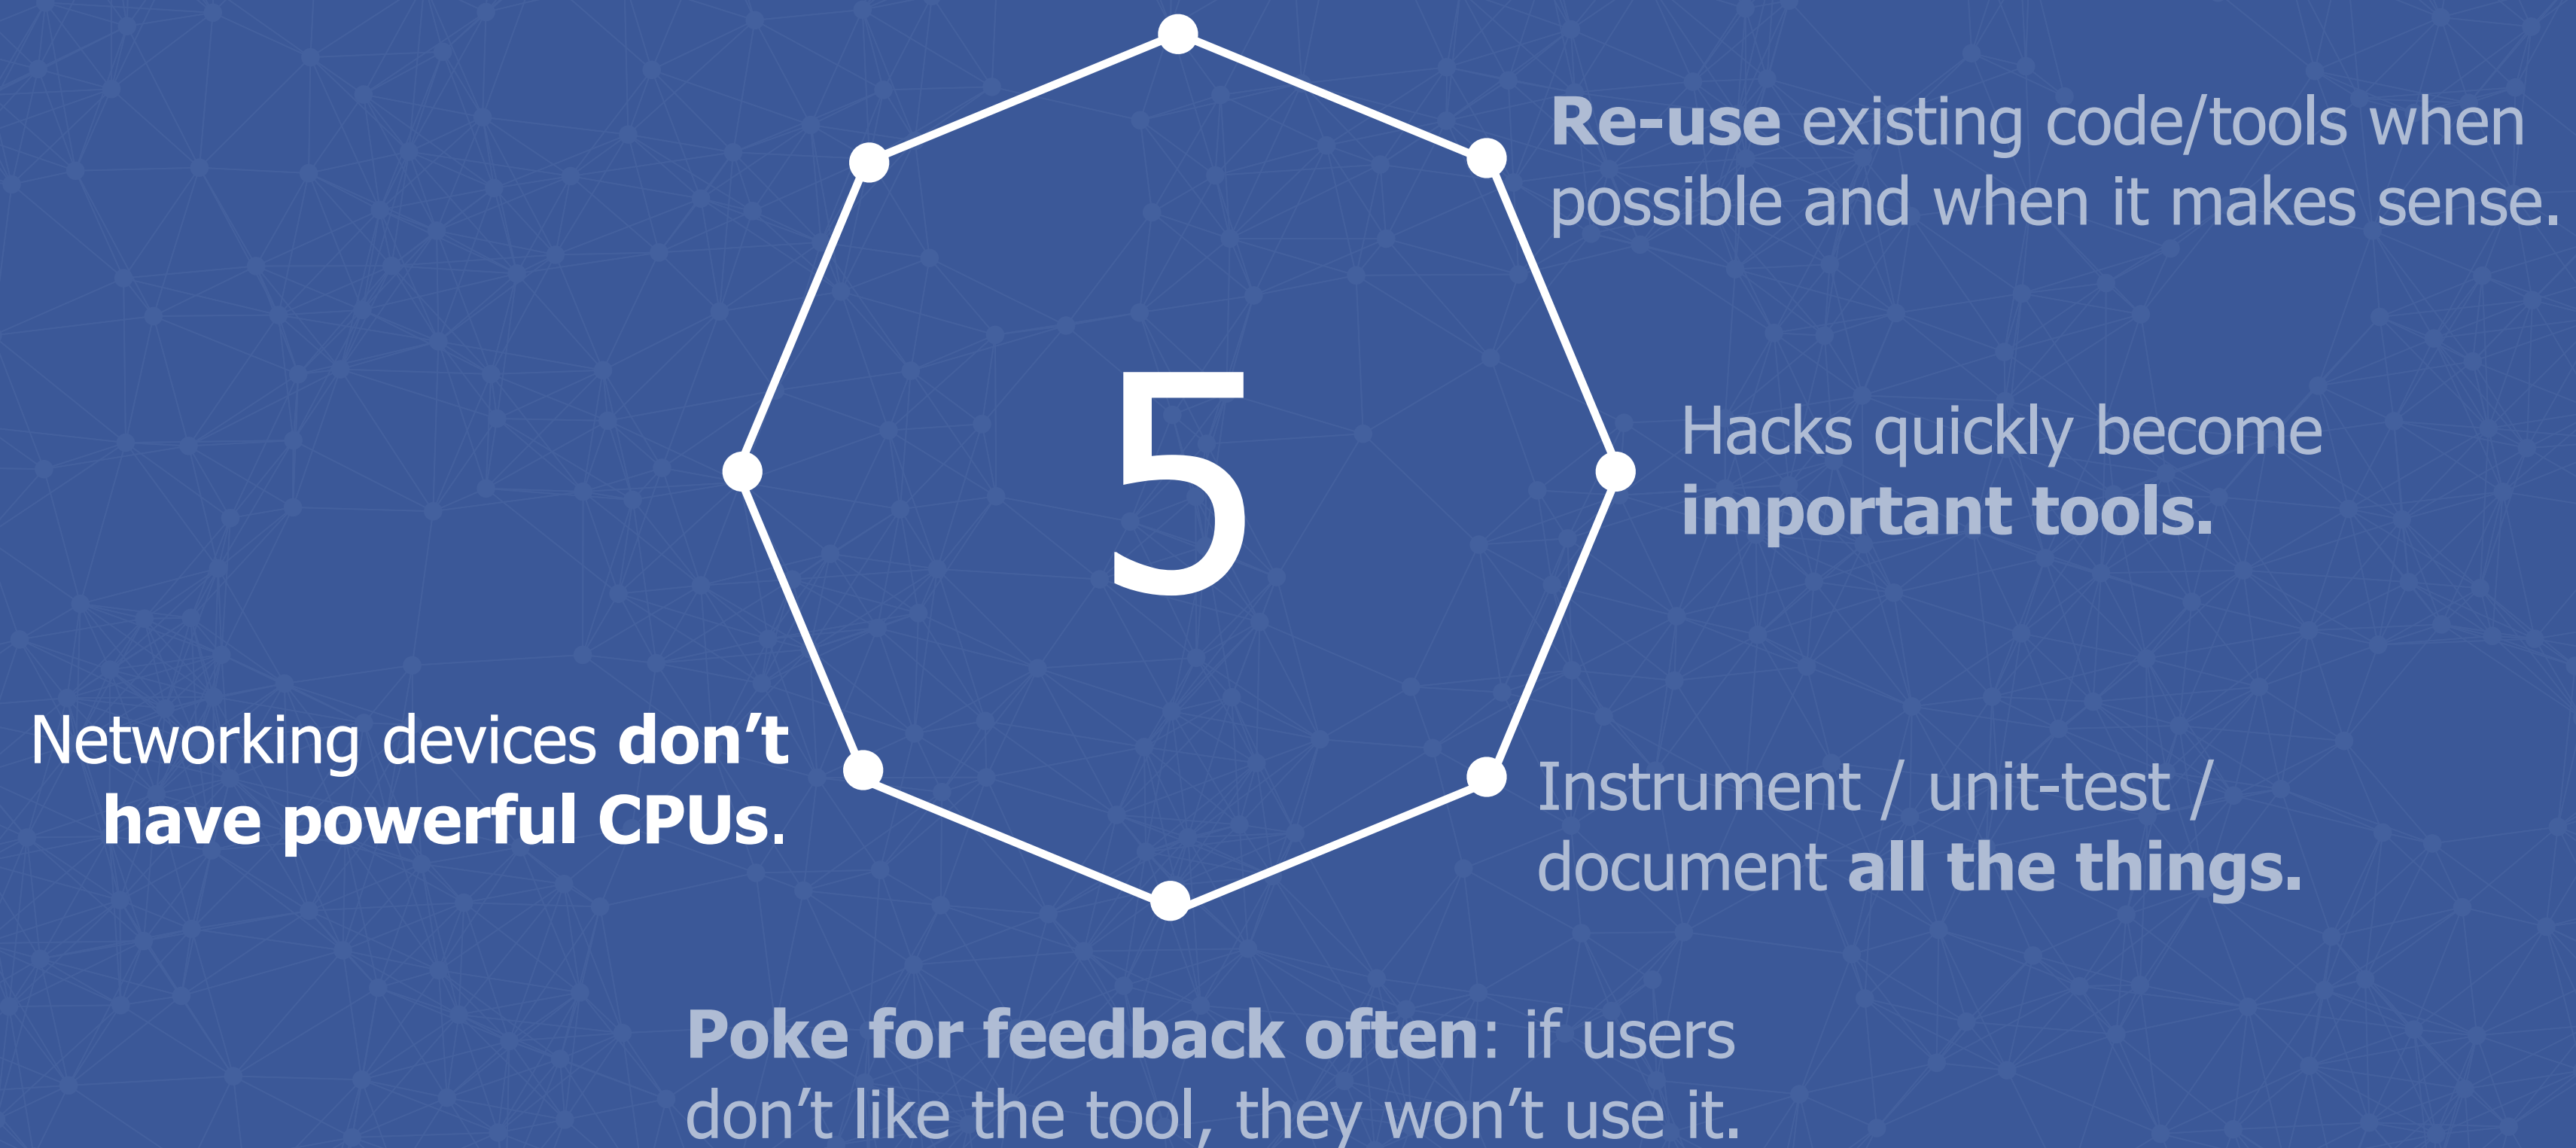 Re-use existing code/tools when
possible and when it makes sense.
Hacks quickly become
important tools.
5
Instrument / unit-test /
document all the things.
Poke for feedback often: if users
don’t like the tool, they won’t use it.
Networking devices don’t
have powerful CPUs.